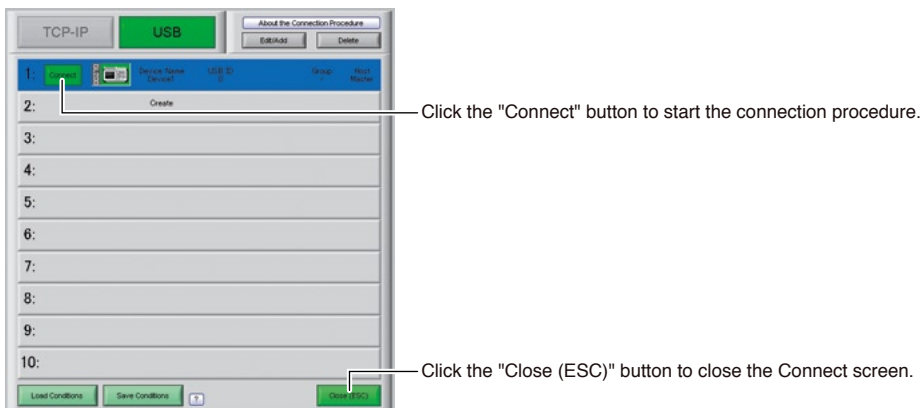 TCP-IP
USB
About the Connection Procedure
Edit/Add
Delete
1:
Connect
Device Name
Device1
USB ID
0
Group
-
Host
Master
2:
Create
Click the "Connect" button to start the connection procedure.
3:
4:
5:
6:
7:
8:
9:
10:
Click the "Close (ESC)" button to close the Connect screen.
Load Conditions
Save Conditions
?
Close (ESC)